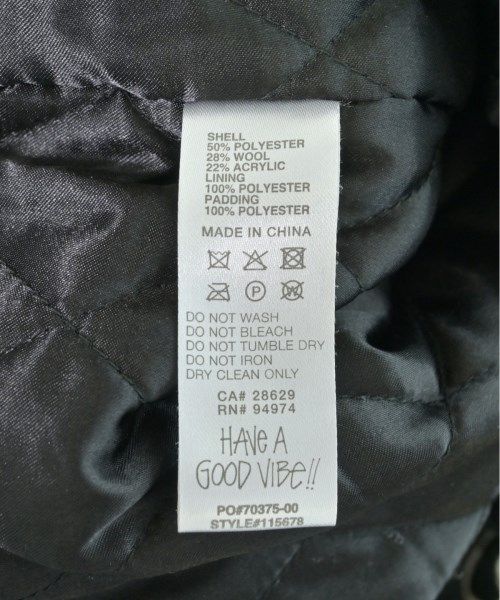 SHELL
50% POLYESTER
28% WOOL
22% ACRYLIC
LINING
100% POLYESTER
PADDING
100% POLYESTER
MADE IN CHINA
P W
DO NOT WASH
DO NOT BLEACH
DO NOT TUMBLE DRY
DO NOT IRON
DRY CLEAN ONLY
CA# 28629
RN# 94974
HAVE A
GOOD VIBE!!
PO#70375-00
STYLE#115678